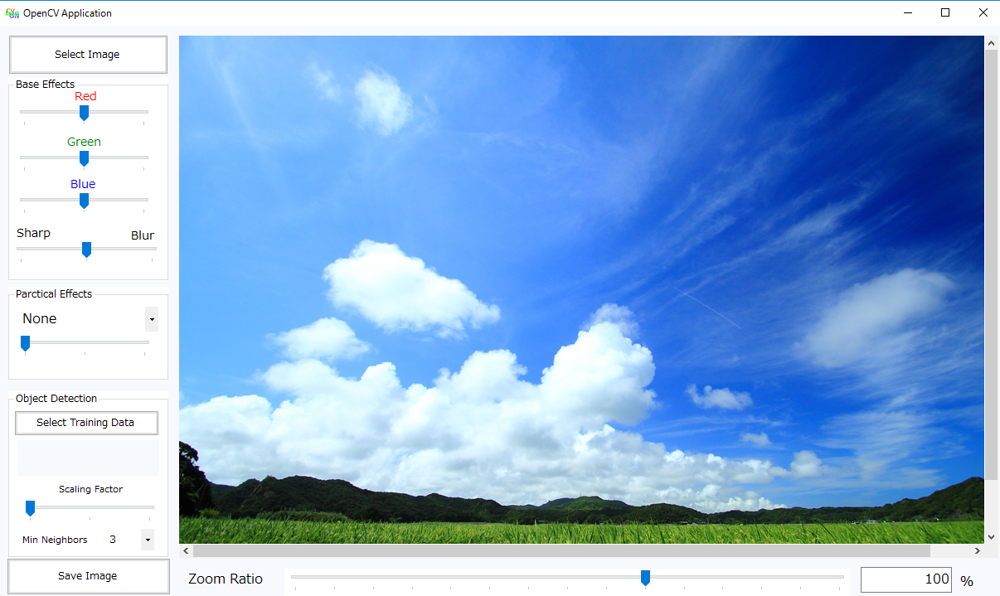 OpenCV Application
Select Image
Base Effects
Red
Green
Blue
Sharp
Blur
Parctical Effects
None
Object Detection
Select Training Data
Scaling Factor
Min Neighbors 3
Save Image
Zoom Ratio
100 %